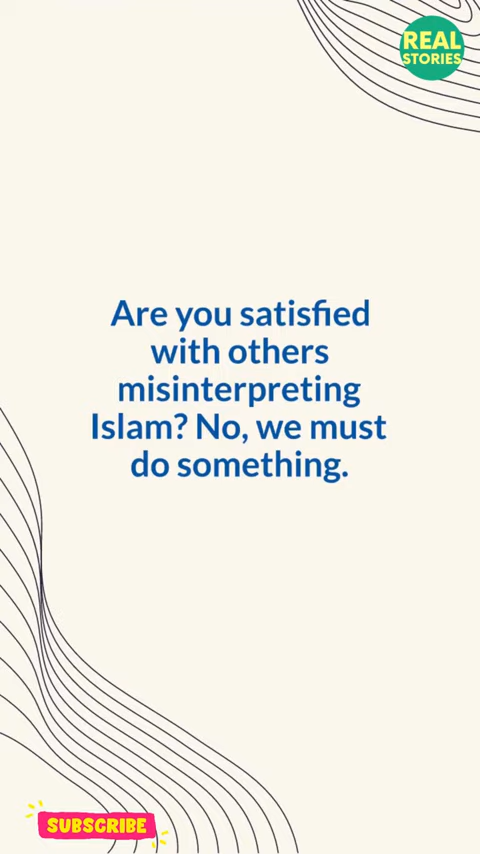 REAL
STORIES
Are you satisfied
with others
misinterpreting
Islam? No, we must
do something.
SUBSCRIBE